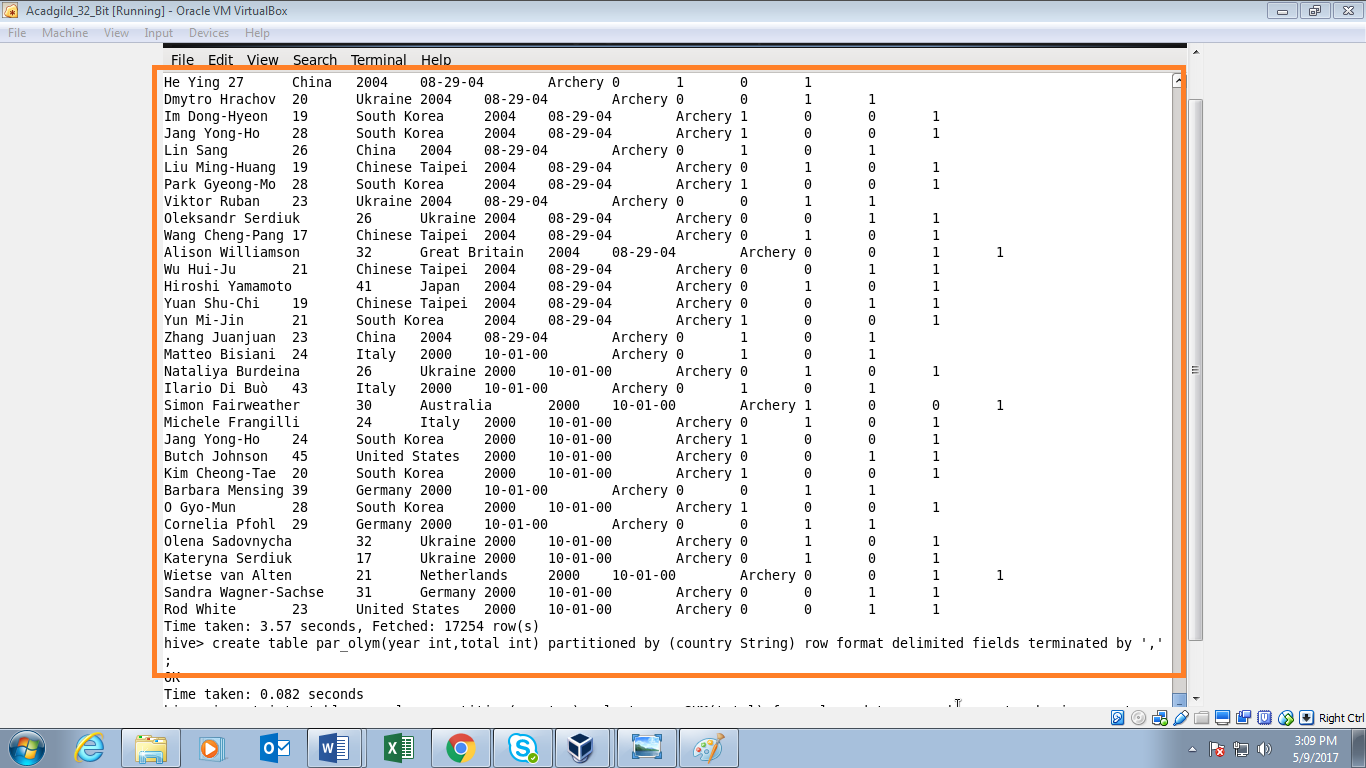 Acadgild_32_Bit [Running] - Oracle VM VirtualBox
File Machine View Input Devices Help
File Edit View Search Terminal Help
He Ying 27 China 2004 08-29-04 Archery 0 1 0 1
Dmytro Hrachov 20 Ukraine 2004 08-29-04 Archery 0 0 1 1
Im Dong-Hyeon 19 South Korea 2004 08-29-04 Archery 1 0 0 1
Jang Yong-Ho 28 South Korea 2004 08-29-04 Archery 1 0 0 1
Lin Sang 26 China 2004 08-29-04 Archery 0 1 0 1
Liu Ming-Huang 19 Chinese Taipei 2004 08-29-04 Archery 0 1 0 1
Park Gyeong-Mo 28 South Korea 2004 08-29-04 Archery 1 0 0 1
Viktor Ruban 23 Ukraine 2004 08-29-04 Archery 0 0 1 1
Oleksandr Serdiuk 26 Ukraine 2004 08-29-04 Archery 0 0 1 1
Wang Cheng-Pang 17 Chinese Taipei 2004 08-29-04 Archery 0 1 0 1
Alison Williamson 32 Great Britain 2004 08-29-04 Archery 0 0 1 1
Wu Hui-Ju 21 Chinese Taipei 2004 08-29-04 Archery 0 0 1 1
Hiroshi Yamamoto 41 Japan 2004 08-29-04 Archery 0 1 0 1
Yuan Shu-Chi 19 Chinese Taipei 2004 08-29-04 Archery 0 0 1 1
Yun Mi-Jin 21 South Korea 2004 08-29-04 Archery 1 0 0 1
Zhang Juanjuan 23 China 2004 08-29-04 Archery 0 1 0 1
Matteo Bisiani 24 Italy 2000 10-01-00 Archery 0 1 0 1
Nataliya Burdeina 26 Ukraine 2000 10-01-00 Archery 0 1 0 1
Ilario Di Buò 43 Italy 2000 10-01-00 Archery 0 1 0 1
Simon Fairweather 30 Australia 2000 10-01-00 Archery 1 0 0 1
Michele Frangilli 24 Italy 2000 10-01-00 Archery 0 1 0 1
Jang Yong-Ho 24 South Korea 2000 10-01-00 Archery 1 0 0 1
Butch Johnson 45 United States 2000 10-01-00 Archery 0 0 1 1
Kim Cheong-Tae 20 South Korea 2000 10-01-00 Archery 1 0 0 1
Barbara Mensing 39 Germany 2000 10-01-00 Archery 0 0 1 1
O Gyo-Mun 28 South Korea 2000 10-01-00 Archery 1 0 0 1
Cornelia Pfohl 29 Germany 2000 10-01-00 Archery 0 0 1 1
Olena Sadovnycha 32 Ukraine 2000 10-01-00 Archery 0 1 0 1
Kateryna Serdiuk 17 Ukraine 2000 10-01-00 Archery 0 1 0 1
Wietse van Alten 21 Netherlands 2000 10-01-00 Archery 0 0 1 1
Sandra Wagner-Sachse 31 Germany 2000 10-01-00 Archery 0 0 1 1
Rod White 23 United States 2000 10-01-00 Archery 0 0 1 1
Time taken: 3.57 seconds, Fetched: 17254 row(s)
hive> create table par_olym(year int,total int) partitioned by (country String) row format delimited fields terminated by ','
;
OK
Time taken: 0.082 seconds
Right Ctrl
3:09 PM
5/9/2017